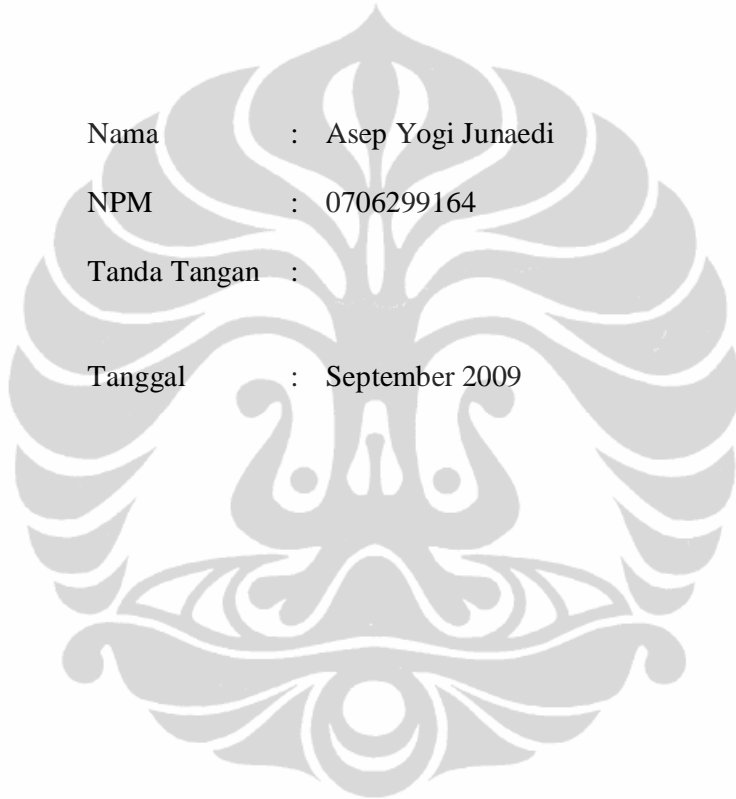 Nama : Asep Yogi Junaedi
NPM : 0706299164
Tanda Tangan :
Tanggal : September 2009